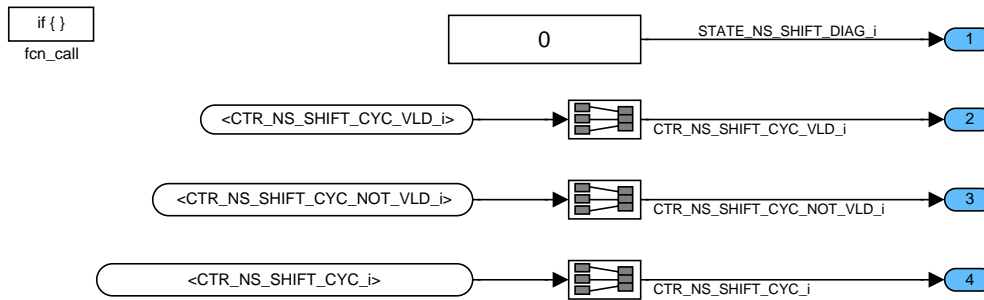 if { }
fcn_call
0
STATE_NS_SHIFT_DIAG_i
1
<CTR_NS_SHIFT_CYC_VLD_i>
CTR_NS_SHIFT_CYC_VLD_i
2
<CTR_NS_SHIFT_CYC_NOT_VLD_i>
CTR_NS_SHIFT_CYC_NOT_VLD_i
3
<CTR_NS_SHIFT_CYC_i>
CTR_NS_SHIFT_CYC_i
4